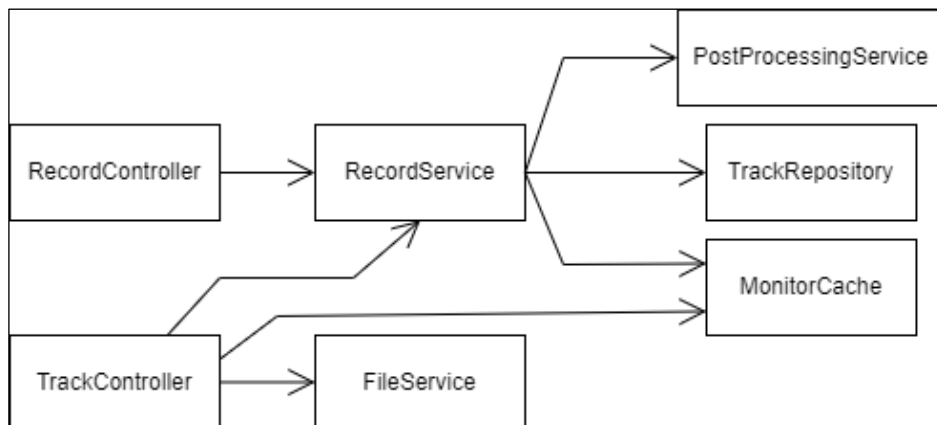 PostProcessingService
RecordController
RecordService
TrackRepository
MonitorCache
TrackController
FileService